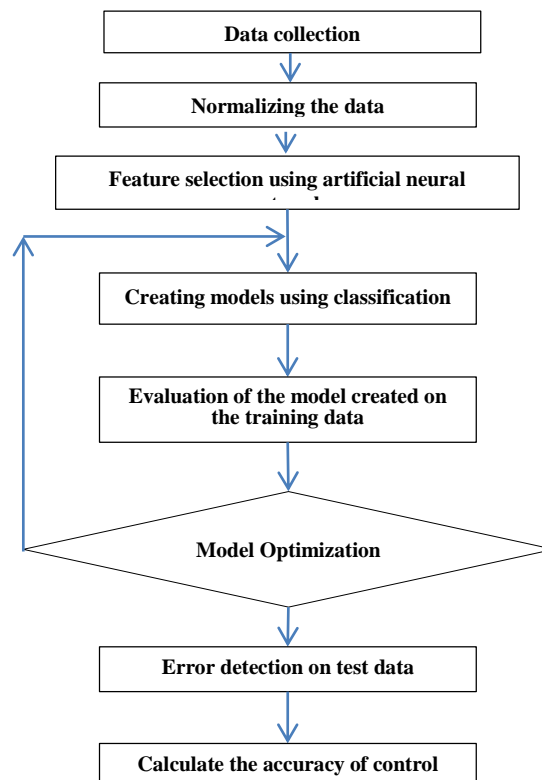 Data collection
Normalizing the data
Feature selection using artificial neural
Creating models using classification
Evaluation of the model created on
the training data
Model Optimization
Error detection on test data
Calculate the accuracy of control